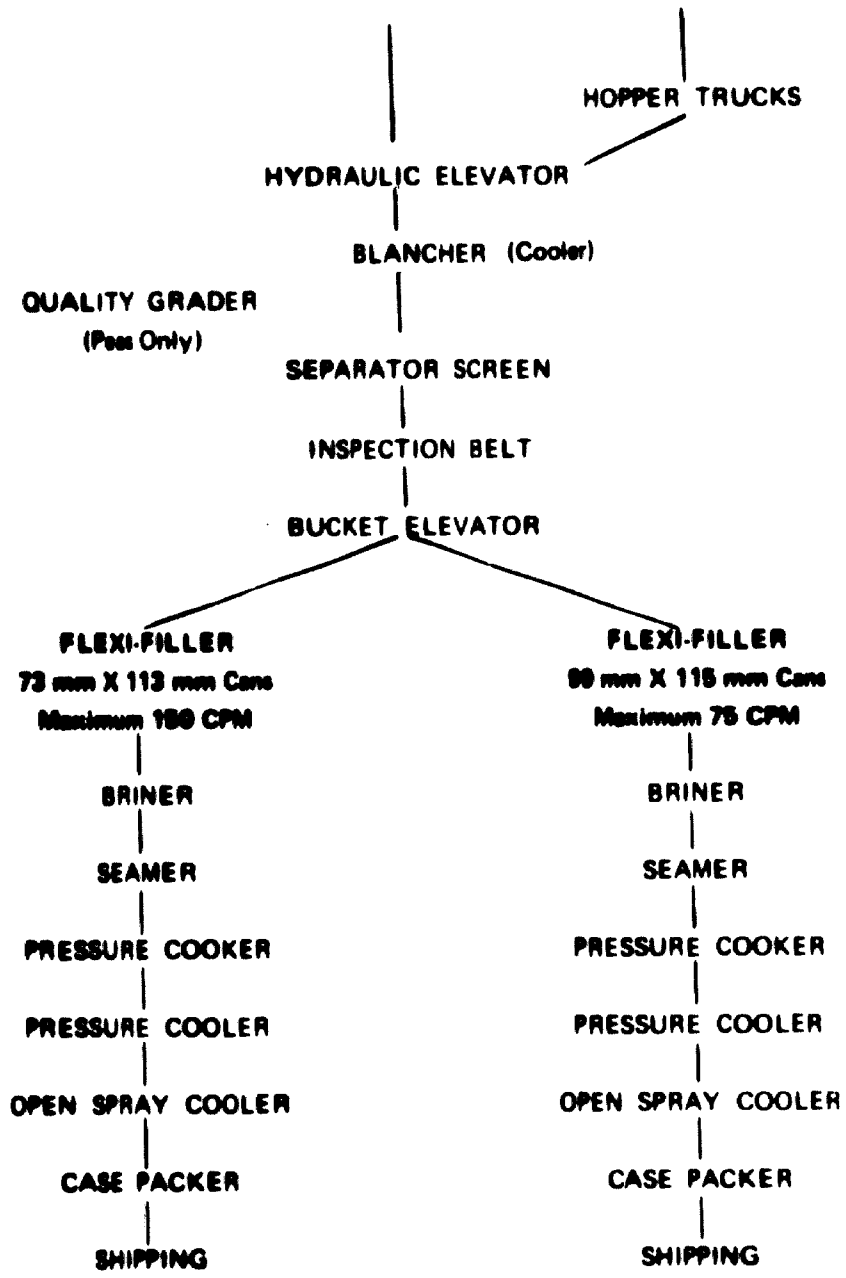 HOPPER TRUCKS
HYDRAULIC ELEVATOR
BLANCHER (Cooler)
QUALITY GRADER
(Peas Only)
SEPARATOR SCREEN
INSPECTION BELT
BUCKET ELEVATOR
FLEXI-FILLER
73 mm X 113 mm Cans
Maximum 150 CPM
BRINER
SEAMER
PRESSURE COOKER
PRESSURE COOLER
OPEN SPRAY COOLER
CASE PACKER
SHIPPING
FLEXI-FILLER
99 mm X 115 mm Cans
Maximum 75 CPM
BRINER
SEAMER
PRESSURE COOKER
PRESSURE COOLER
OPEN SPRAY COOLER
CASE PACKER
SHIPPING